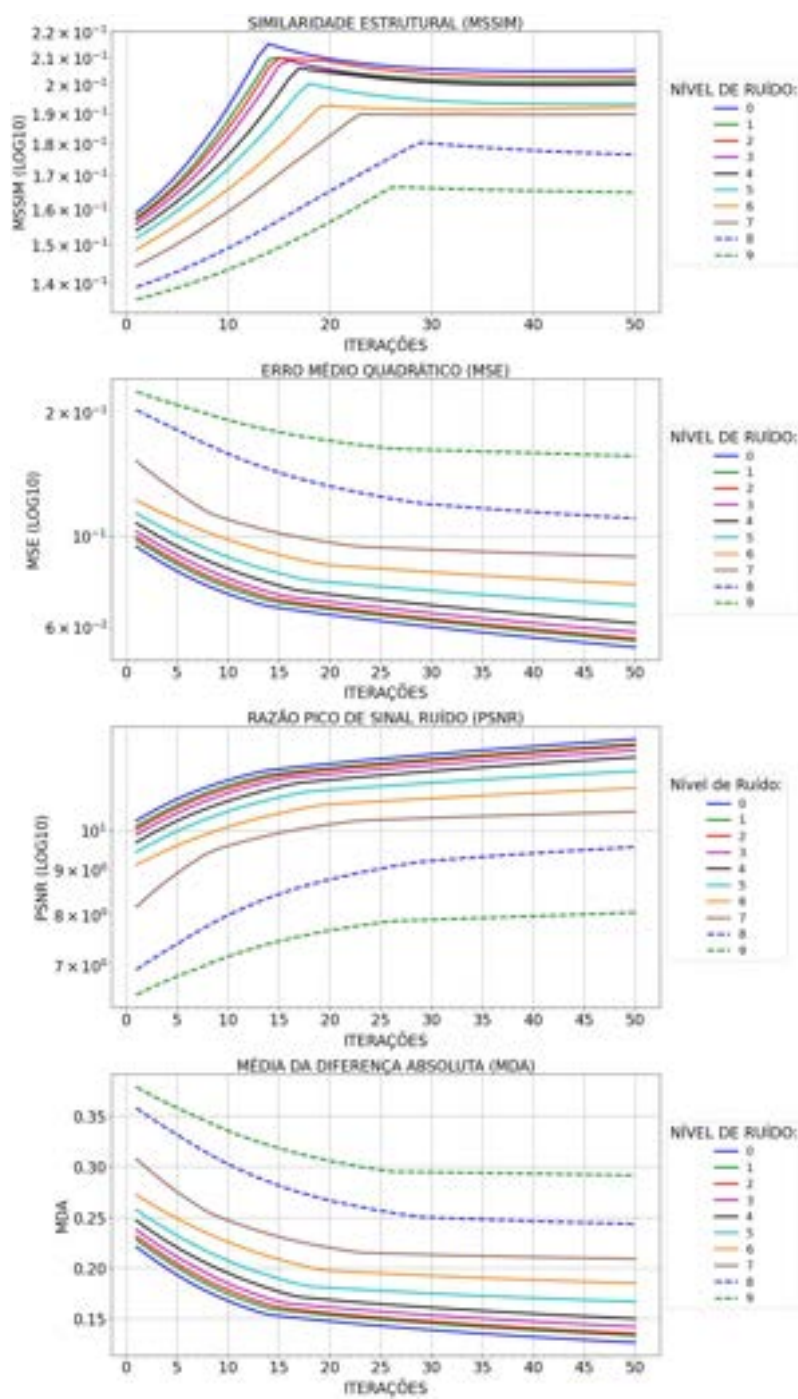 SIMILARIDADE ESTRUTURAL (MSSIM)
2.2 × 10⁻¹
2.1 × 10⁻¹
2 × 10⁻¹
1.9 × 10⁻¹
1.8 × 10⁻¹
1.7 × 10⁻¹
1.6 × 10⁻¹
1.5 × 10⁻¹
1.4 × 10⁻¹
MSSIM (LOG10)
0 10 20 30 40 50
ITERAÇÕES
NÍVEL DE RUÍDO:
0
1
2
3
4
5
6
7
8
9
ERRO MÉDIO QUADRÁTICO (MSE)
2 × 10⁻¹
10⁻¹
6 × 10⁻²
MSE (LOG10)
0 5 10 15 20 25 30 35 40 45 50
ITERAÇÕES
NÍVEL DE RUÍDO:
0
1
2
3
4
5
6
7
8
9
RAZÃO PICO DE SINAL RUÍDO (PSNR)
10¹
9 × 10⁰
8 × 10⁰
7 × 10⁰
PSNR (LOG10)
0 5 10 15 20 25 30 35 40 45 50
ITERAÇÕES
Nível de Ruído:
0
1
2
3
4
5
6
7
8
9
MÉDIA DA DIFERENÇA ABSOLUTA (MDA)
0.35
0.30
0.25
0.20
0.15
MDA
0 5 10 15 20 25 30 35 40 45 50
ITERAÇÕES
NÍVEL DE RUÍDO:
0
1
2
3
4
5
6
7
8
9